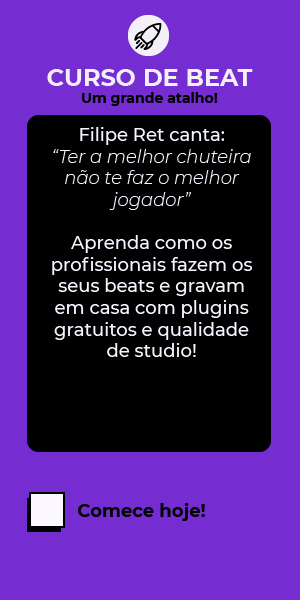 CURSO DE BEAT
Um grande atalho!
Filipe Ret canta:
“Ter a melhor chuteira
não te faz o melhor
jogador”
Aprenda como os
profissionais fazem os
seus beats e gravam
em casa com plugins
gratuitos e qualidade
de studio!
Comece hoje!